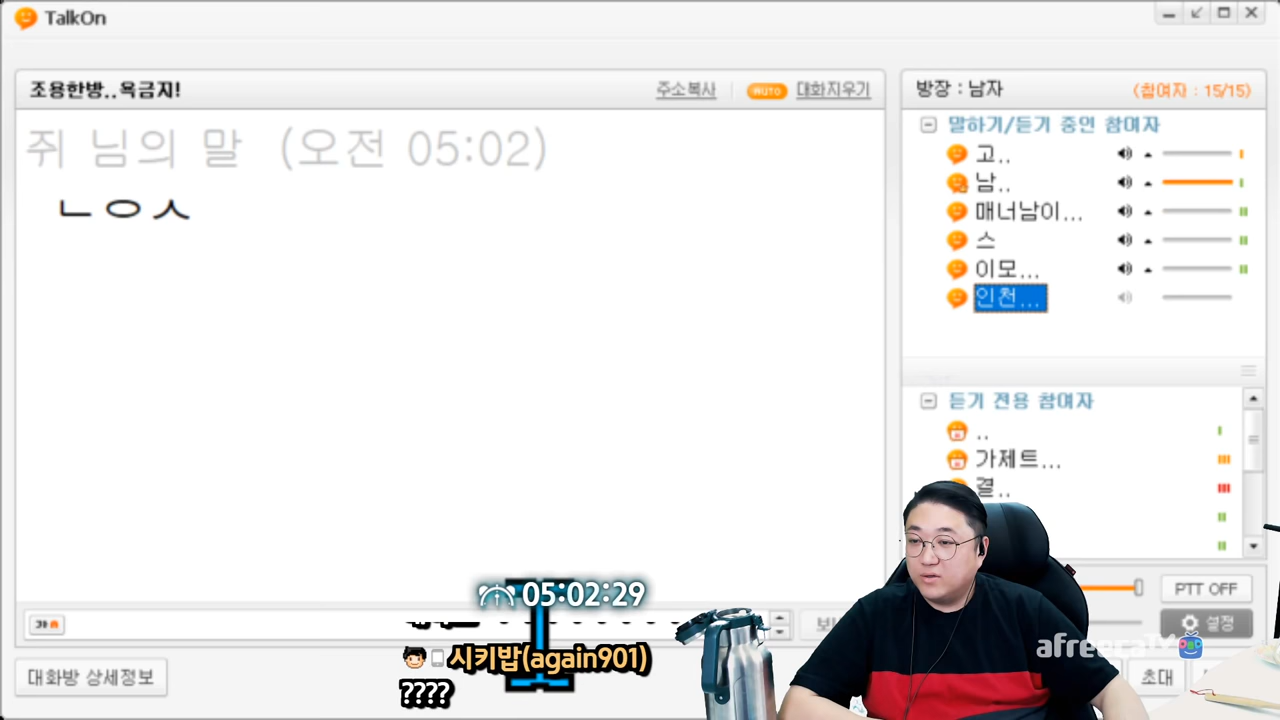 TalkOn
조용한방..욕금지!
주소복사
AUTO 대화지우기
쥐 님의 말 (오전 05:02)
ㄴㅇㅅ
방장 : 남자
(참여자 : 15/15)
말하기/듣기 중인 참여자
고..
남..
매너남이...
스
이모...
인천...
듣기 전용 참여자
..
가제트...
결..
PTT OFF
설정
초대
대화방 상세정보
05:02:29
시키밥(again901)
????
afreecaTV